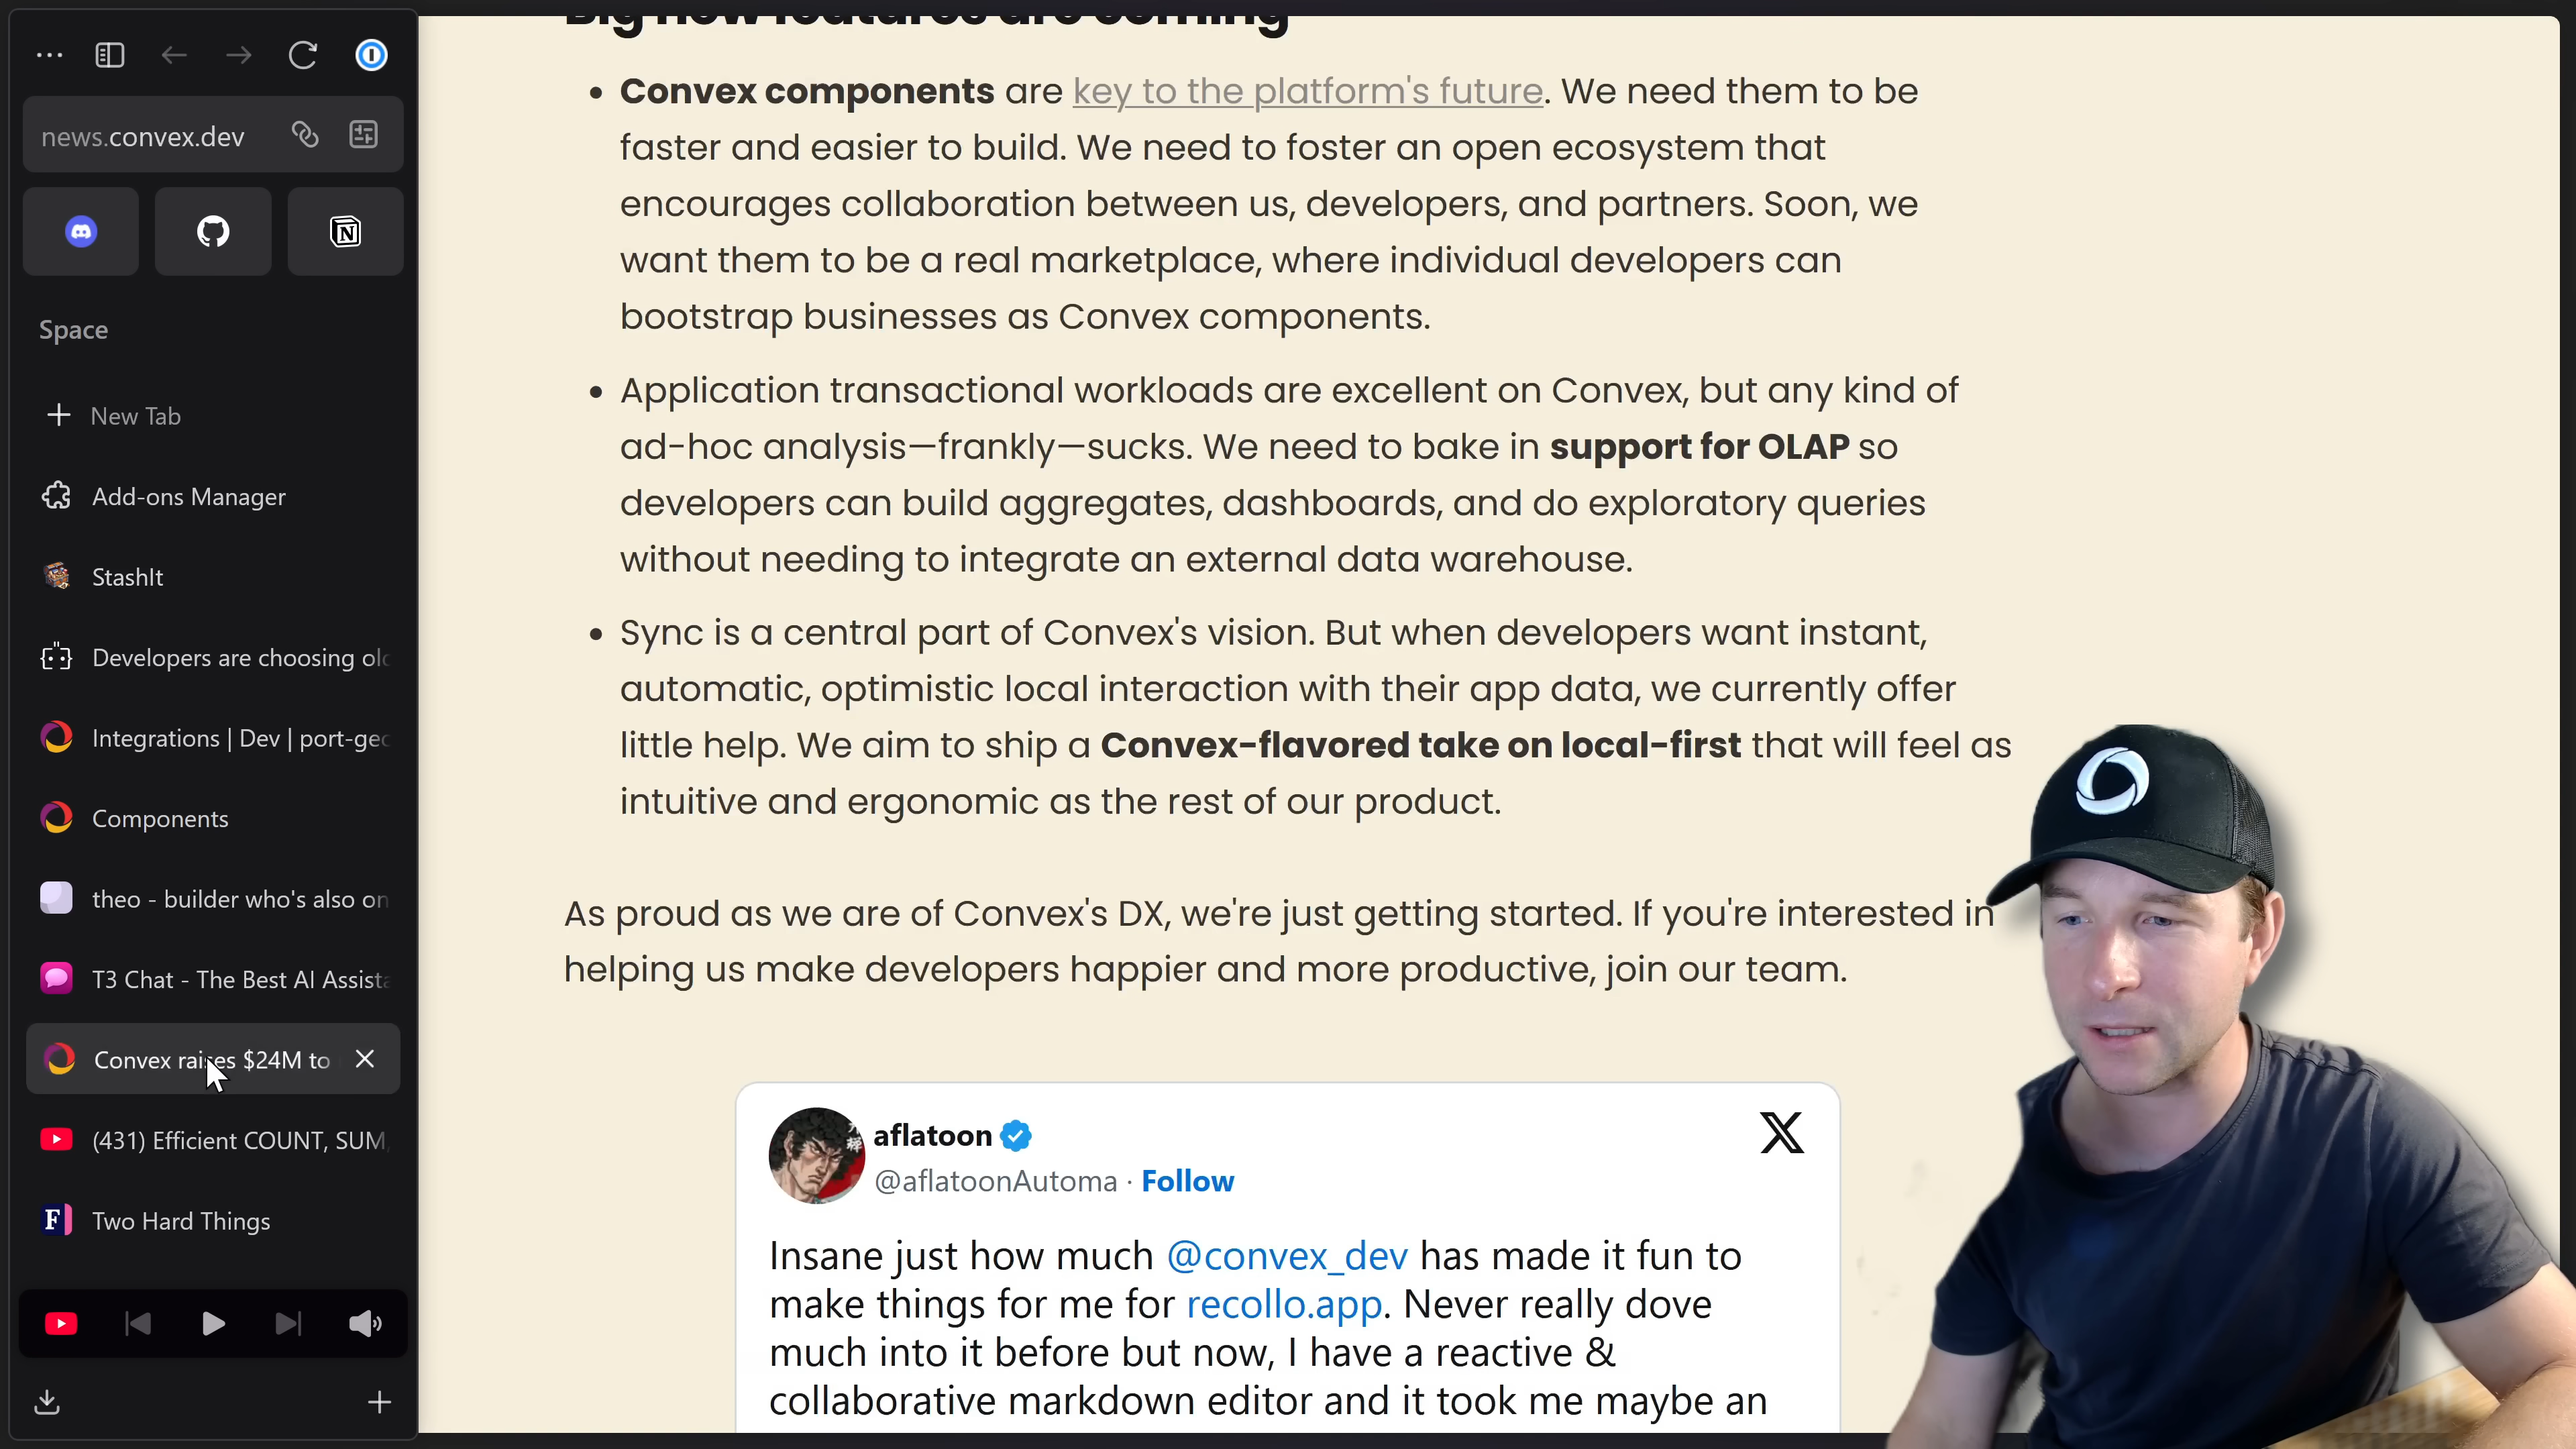 news.convex.dev
Space
New Tab
Add-ons Manager
StashIt
Developers are choosing
Integrations | Dev |
Components
theo - builder who's also on
T3 Chat - The Best AI
Convex raises $24M to
(431) Efficient COUNT, SUM,
Two Hard Things
Big new features are coming
Convex components are key to the platform's future. We need them to be
faster and easier to build. We need to foster an open ecosystem that
encourages collaboration between us, developers, and partners. Soon, we
want them to be a real marketplace, where individual developers can
bootstrap businesses as Convex components.
Application transactional workloads are excellent on Convex, but any kind of
ad-hoc analysis—frankly—sucks. We need to bake in support for OLAP so
developers can build aggregates, dashboards, and do exploratory queries
without needing to integrate an external data warehouse.
Sync is a central part of Convex's vision. But when developers want instant,
automatic, optimistic local interaction with their app data, we currently offer
little help. We aim to ship a Convex-flavored take on local-first that will feel as
intuitive and ergonomic as the rest of our product.
As proud as we are of Convex's DX, we're just getting started. If you're interested in
helping us make developers happier and more productive, join our team.
aflatoon
@aflatoonAutoma · Follow
Insane just how much @convex_dev has made it fun to
make things for me for recollo.app. Never really dove
much into it before but now, I have a reactive &
collaborative markdown editor and it took me maybe an